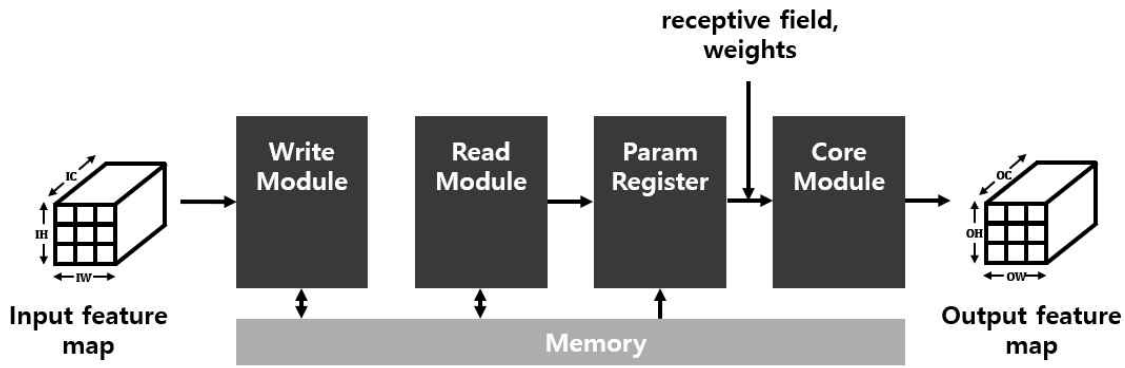 receptive field,
weights
Write
Module
Read
Module
Param
Register
Core
Module
IC
IH
IW
OC
OH
OW
Input feature
map
Memory
Output feature
map